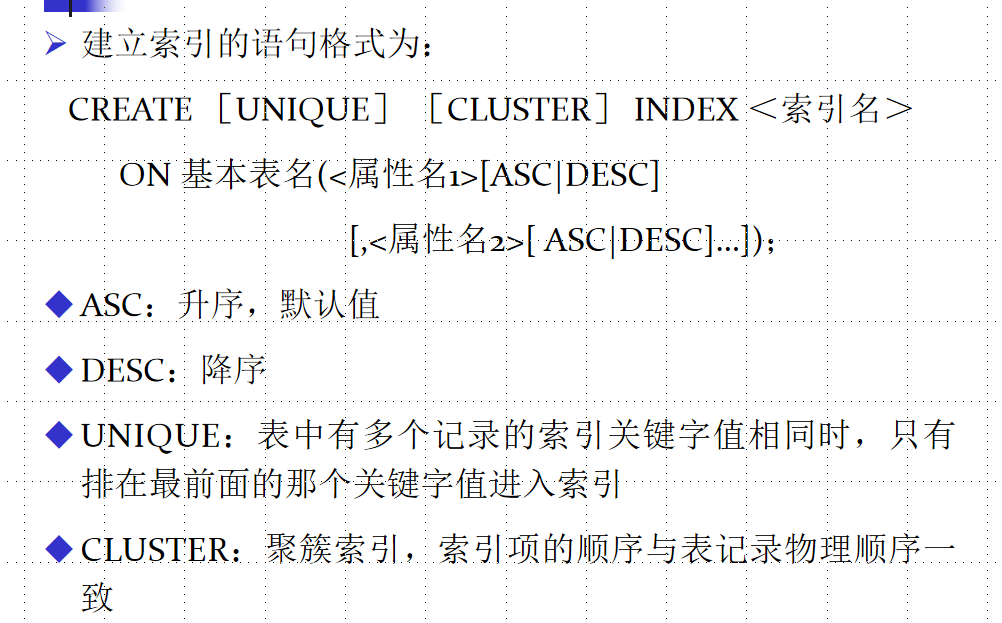 建立索引的语句格式为：
CREATE ［UNIQUE］ ［CLUSTER］ INDEX＜索引名＞
ON 基本表名(<属性名1>[ASC|DESC]
[,<属性名2>[ ASC|DESC]…])；
ASC：升序，默认值
DESC：降序
UNIQUE：表中有多个记录的索引关键字值相同时，只有
排在最前面的那个关键字值进入索引
CLUSTER：聚簇索引，索引项的顺序与表记录物理顺序一
致